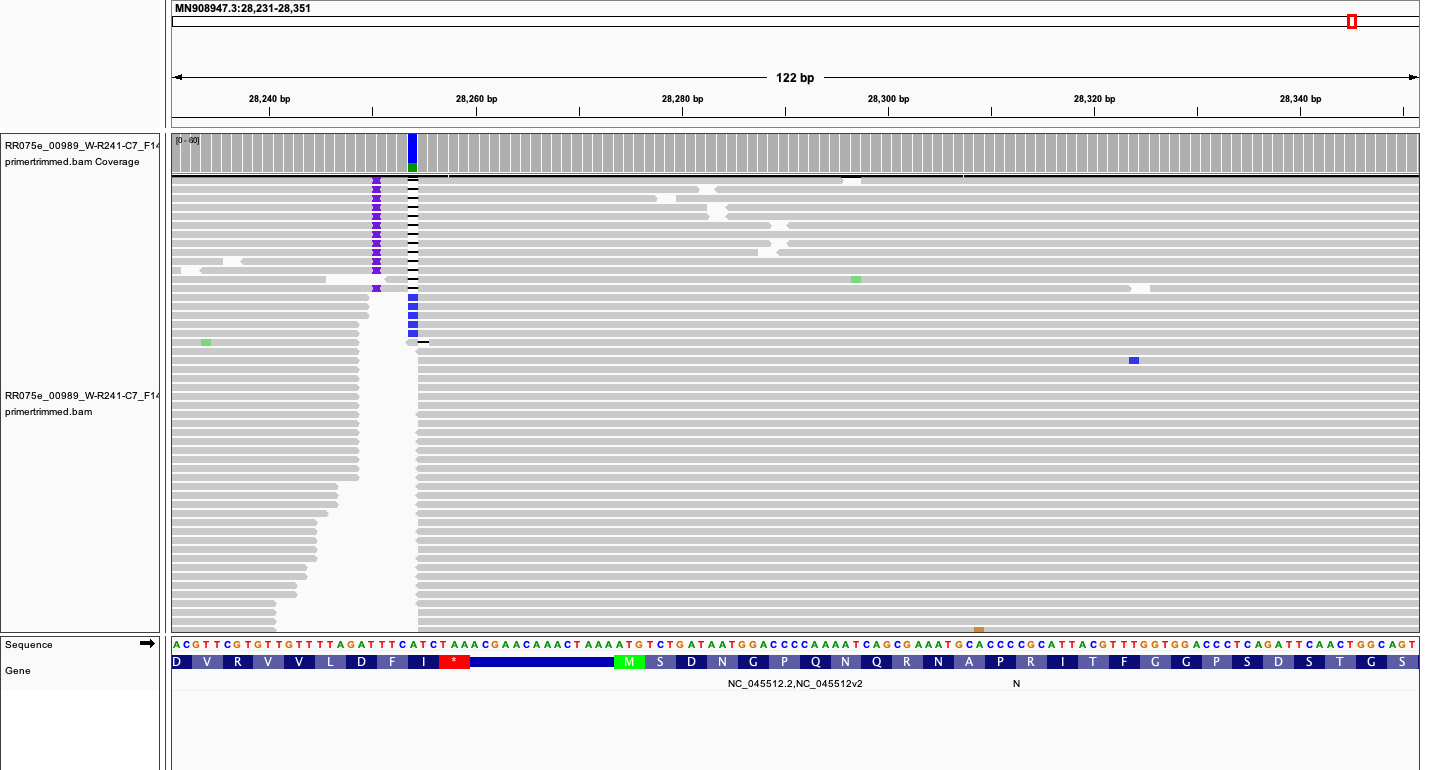 MN908947.3:28,231-28,351
122 bp
28,240 bp 28,260 bp 28,280 bp 28,300 bp 28,320 bp 28,340 bp
[0 - 60]
RR075e_00989_W-R241-C7_F14
primertrimmed.bam Coverage
RR075e_00989_W-R241-C7_F14
primertrimmed.bam
Sequence
ACGTTCGTGTTGTTTTAGATTTCATCTAAACGAACAAACTAAAATGTCTGATAATGGACCCCAAAATCAGCGAAATGCACCCCGCATTACGTTTGGTGGACCCTCAGATTCAACTGGCAGT
Gene
D V R V V L D F I * M S D N G P Q N Q R N A P R I T F G G P S D S T G S
NC_045512.2,NC_045512v2 N